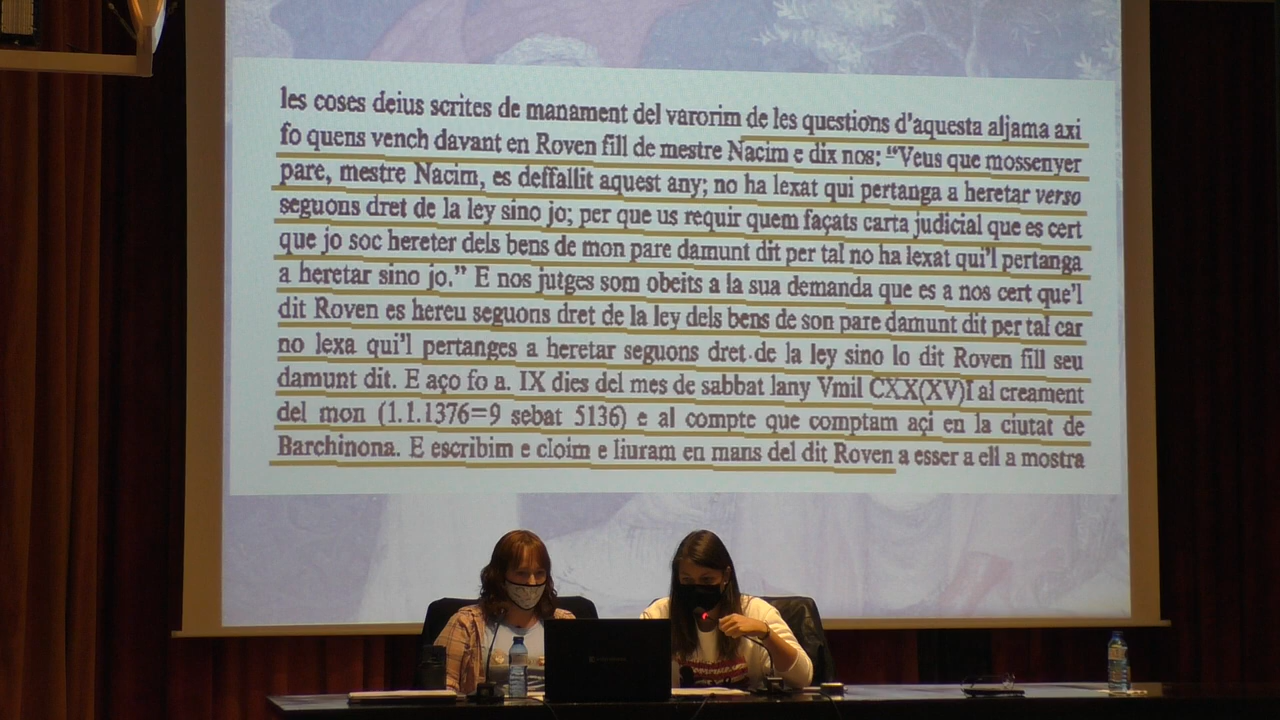 les coses deius scrites de manament del varorim de les questions d'aquesta aljama axi
fo quens vench davant en Roven fill de mestre Nacim e dix nos: “Veus que mossenyer
pare, mestre Nacim, es deffallit aquest any; no ha lexat qui pertanga a heretar verso
seguons dret de la ley sino jo; per que us requir quem façats carta judicial que es cert
que jo soc hereter dels bens de mon pare damunt dit per tal no ha lexat qui'l pertanga
a heretar sino jo.” E nos jutges som obeits a la sua demanda que es a nos cert que'l
dit Roven es hereu seguons dret de la ley dels bens de son pare damunt dit per tal car
no lexa qui'l pertanges a heretar seguons dret de la ley sino lo dit Roven fill seu
damunt dit. E aço fo a. IX dies del mes de sabbat lany Vmil CXX(XV)I al creament
del mon (1.1.1376=9 sebat 5136) e al compte que comptam açi en la ciutat de
Barchinona. E escribim e cloim e liuram en mans del dit Roven a esser a ell a mostra